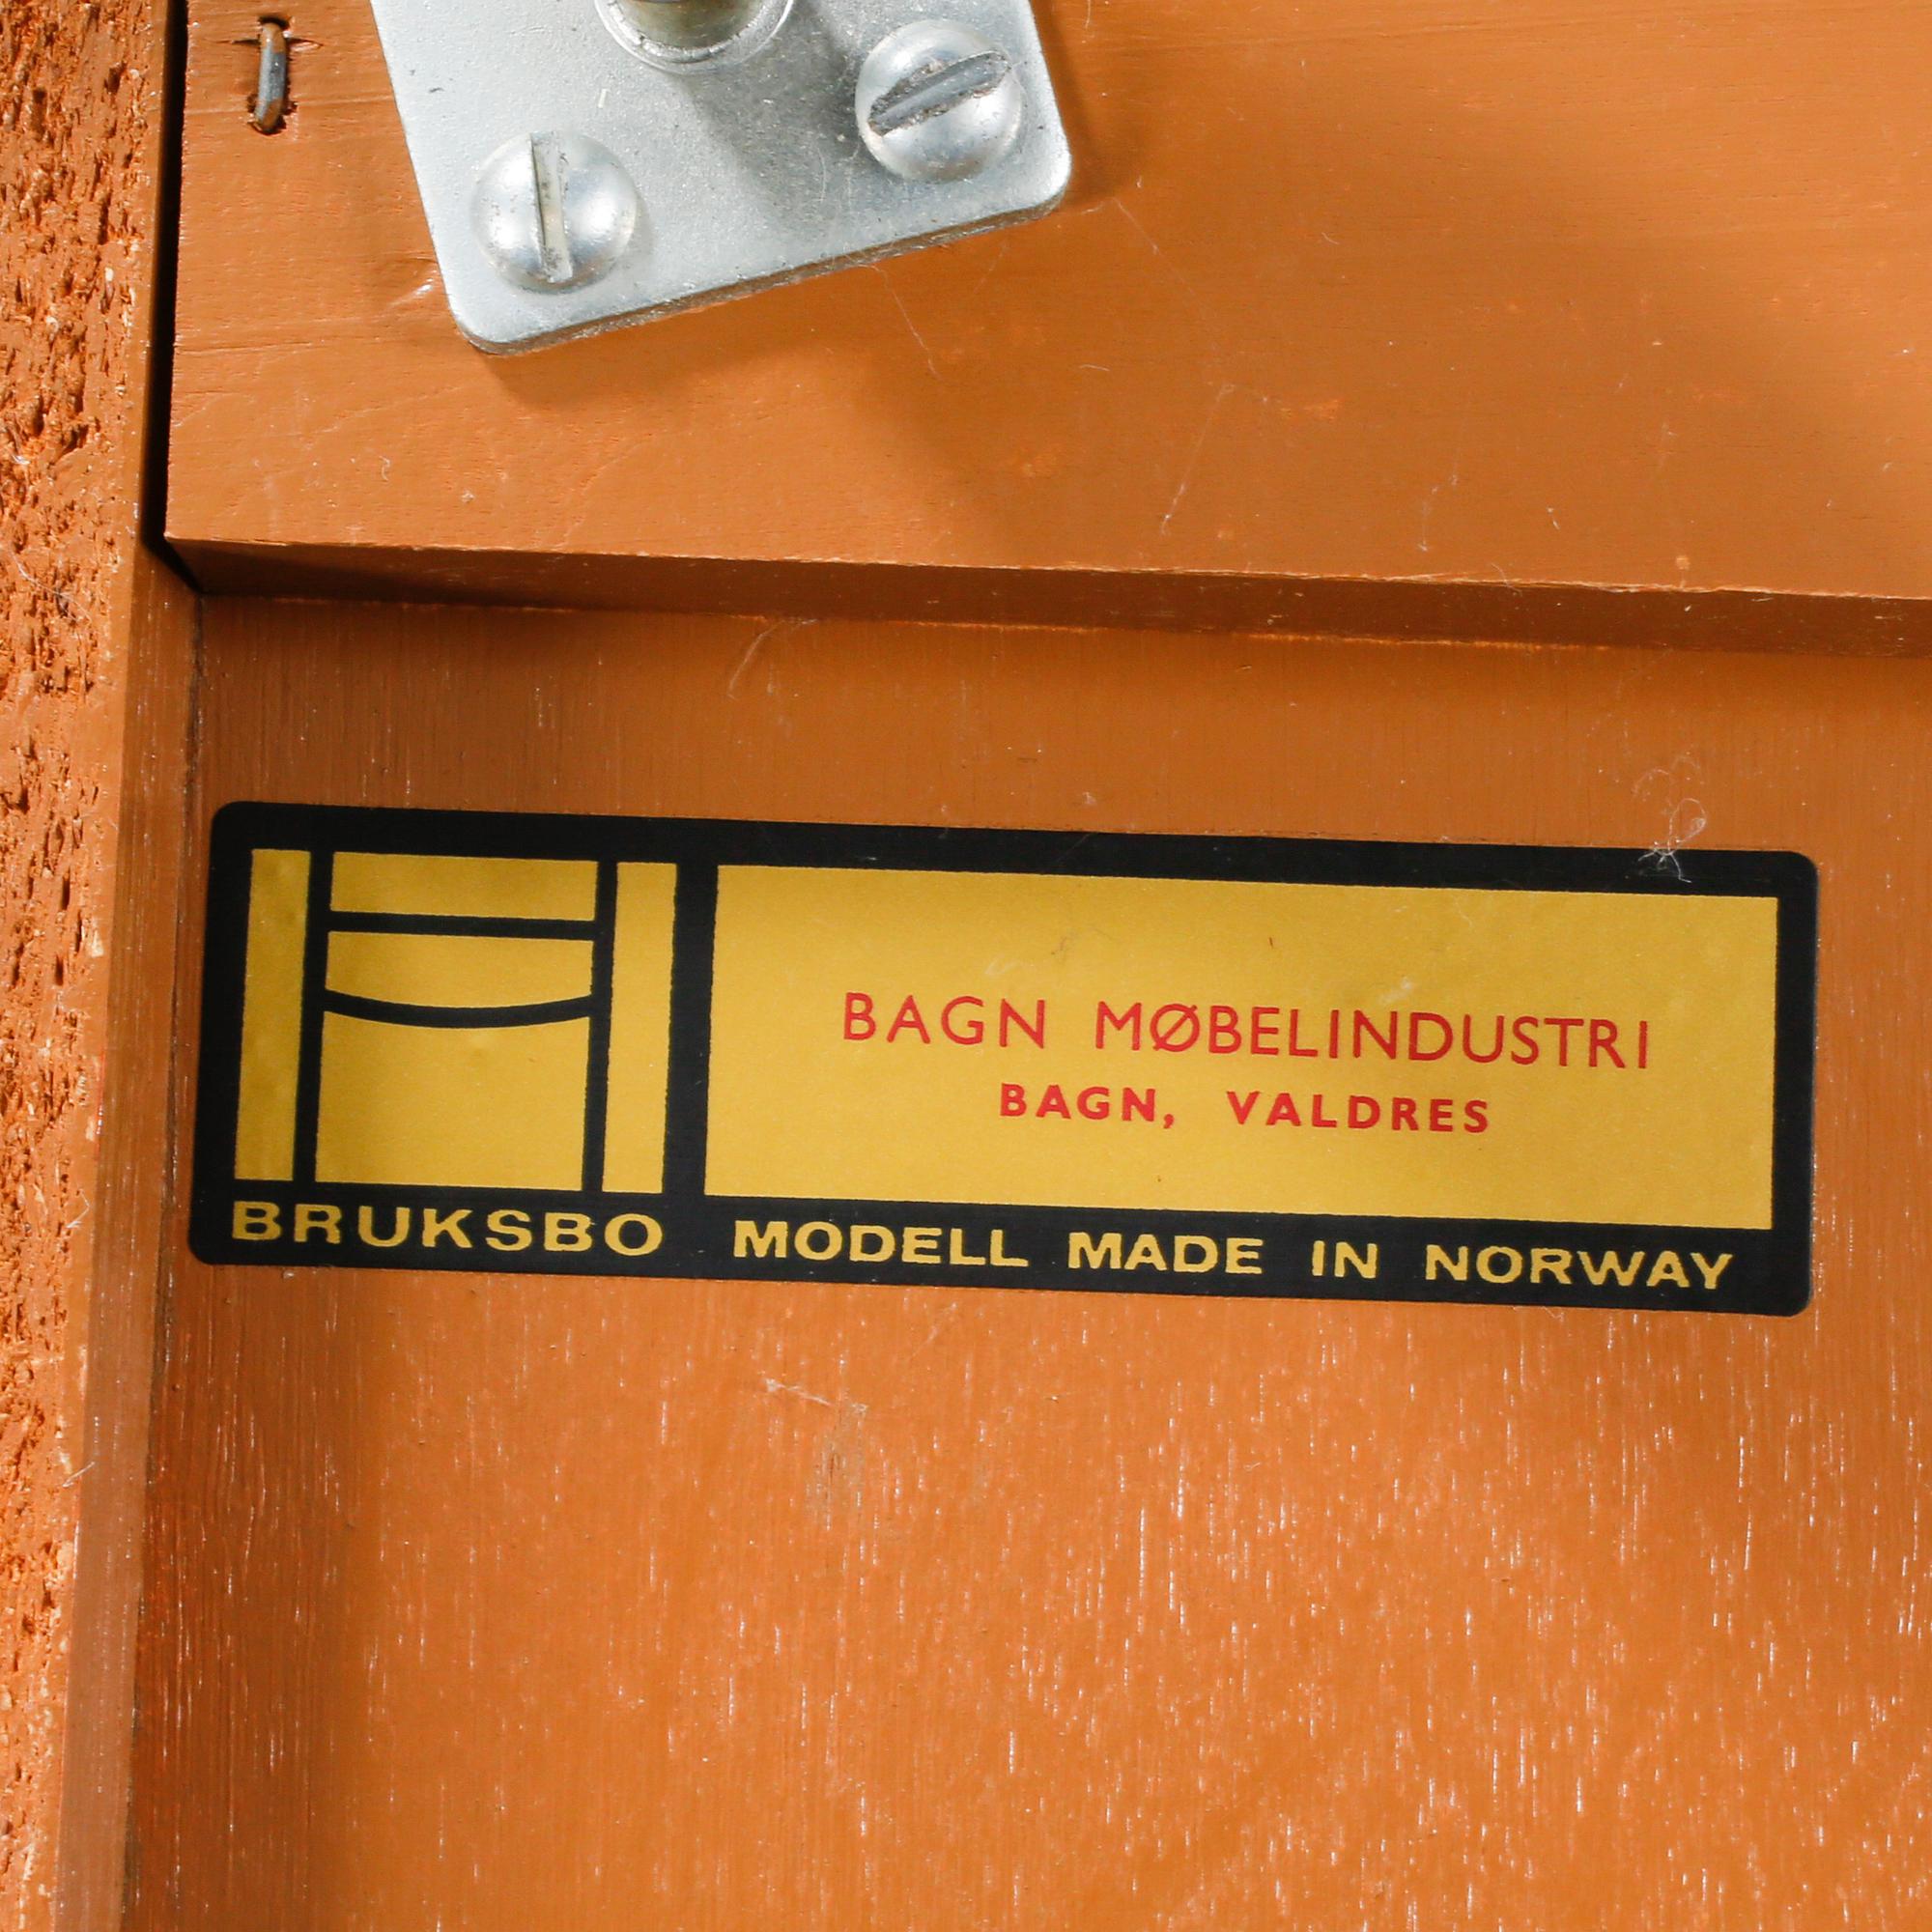 BAGN MØBELINDUSTRI
BAGN, VALDRES
BRUKSBO MODELL MADE IN NORWAY